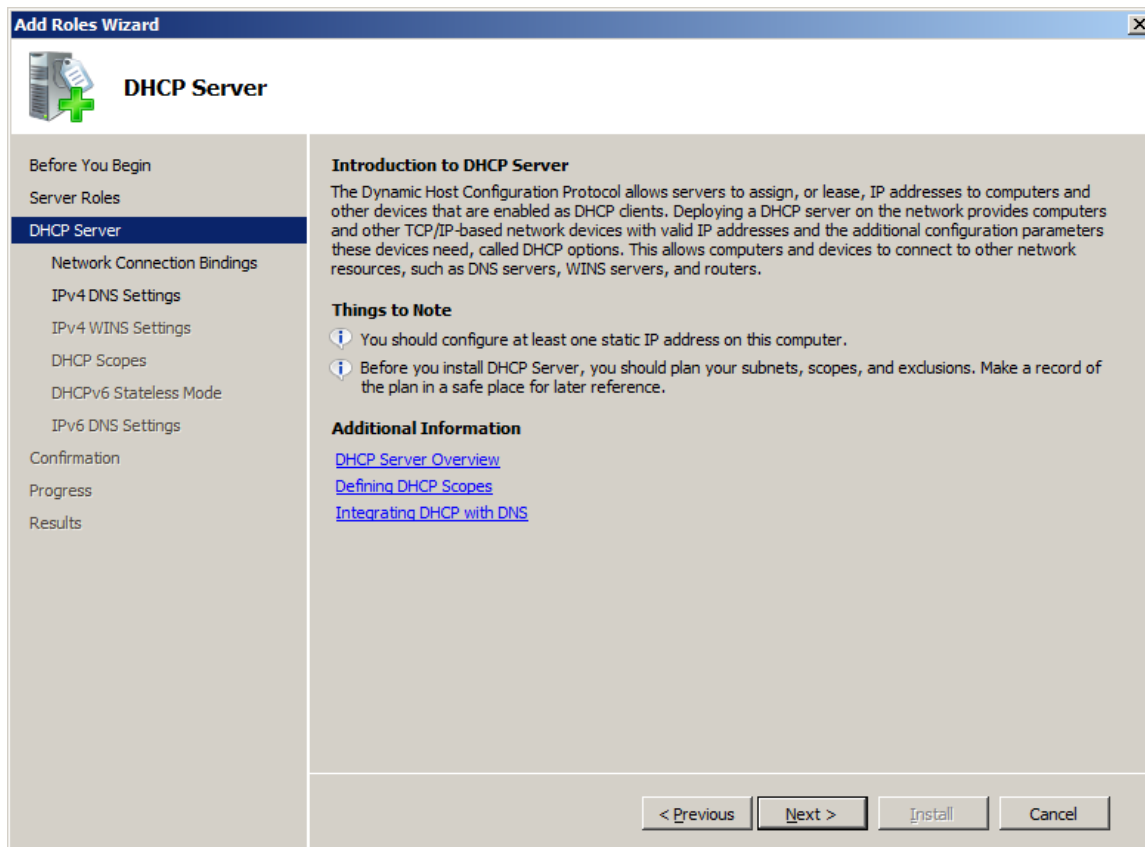 Add Roles Wizard
DHCP Server
Before You Begin
Server Roles
DHCP Server
Network Connection Bindings
IPv4 DNS Settings
IPv4 WINS Settings
DHCP Scopes
DHCPv6 Stateless Mode
IPv6 DNS Settings
Confirmation
Progress
Results
Introduction to DHCP Server
The Dynamic Host Configuration Protocol allows servers to assign, or lease, IP addresses to computers and
other devices that are enabled as DHCP clients. Deploying a DHCP server on the network provides computers
and other TCP/IP-based network devices with valid IP addresses and the additional configuration parameters
these devices need, called DHCP options. This allows computers and devices to connect to other network
resources, such as DNS servers, WINS servers, and routers.
Things to Note
You should configure at least one static IP address on this computer.
Before you install DHCP Server, you should plan your subnets, scopes, and exclusions. Make a record of
the plan in a safe place for later reference.
Additional Information
DHCP Server Overview
Defining DHCP Scopes
Integrating DHCP with DNS
< Previous
Next >
Install
Cancel